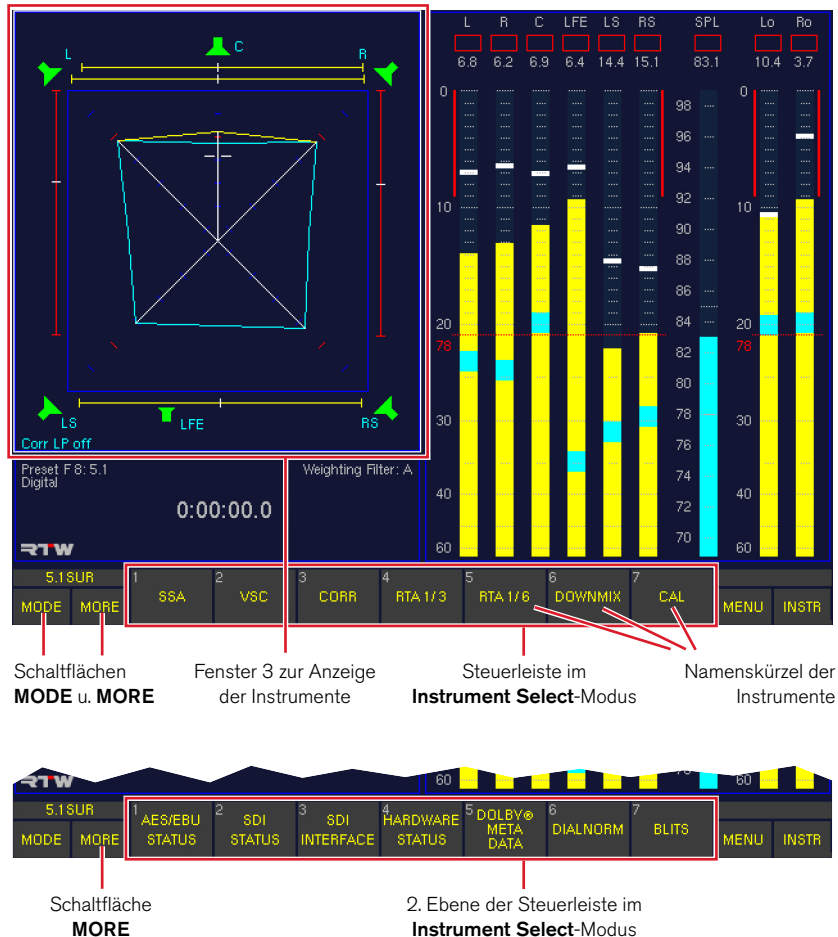 L R C LFE LS RS SPL Lo Ro
6.8 6.2 6.9 6.4 14.4 15.1 83.1 10.4 3.7
L C R
LS LFE RS
Corr LP off
0
10
20
78
30
40
60
98
96
94
92
90
88
86
84
82
80
78
76
74
72
70
0
10
20
78
30
40
60
Preset F 8: 5.1 Weighting Filter: A
Digital
0:00:00.0
RTW
5.1SUR
MODE MORE 1 SSA 2 VSC 3 CORR 4 RTA 1/3 5 RTA 1/6 6 DOWNMIX 7 CAL MENU INSTR
Schaltflächen
MODE u. MORE
Fenster 3 zur Anzeige
der Instrumente
Steuerleiste im
Instrument Select-Modus
Namenskürzel der
Instrumente
RTW
60 60
5.1SUR
MODE MORE 1 AES/EBU STATUS 2 SDI STATUS 3 SDI INTERFACE 4 HARDWARE STATUS 5 DOLBY® META DATA 6 DIALNORM 7 BLITS MENU INSTR
Schaltfläche
MORE
2. Ebene der Steuerleiste im
Instrument Select-Modus